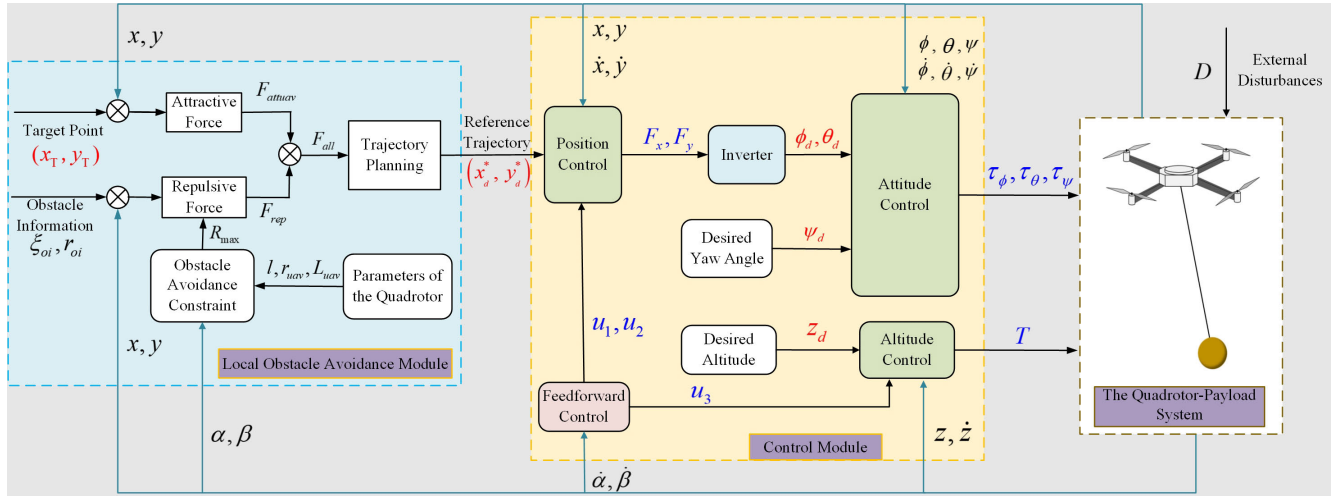 x, y
Target Point
(x_T, y_T)
Attractive
Force
F_attuav
Obstacle
Information
ξ_oi, r_oi
Repulsive
Force
F_rep
F_all
Trajectory
Planning
R_max
Obstacle
Avoidance
Constraint
l, r_uav, L_uav
Parameters of
the Quadrotor
x, y
Local Obstacle Avoidance Module
α, β
Reference
Trajectory
(x_d^*, y_d^*)
x, y
ẋ, ẏ
Position
Control
F_x, F_y
Inverter
ϕ_d, θ_d
ϕ, θ, ψ
ϕ̇, θ̇, ψ̇
Attitude
Control
Desired
Yaw Angle
ψ_d
u_1, u_2
Desired
Altitude
z_d
Altitude
Control
Feedforward
Control
u_3
Control Module
z, ż
α̇, β̇
τ_ϕ, τ_θ, τ_ψ
T
D
External
Disturbances
The Quadrotor-Payload
System